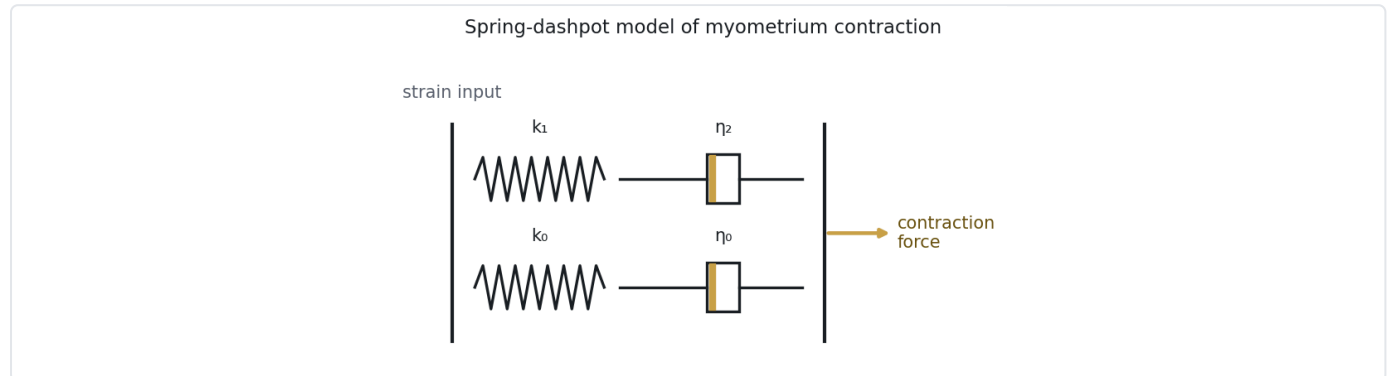 Spring-dashpot model of myometrium contraction
strain input
k₁
η₂
contraction
force
k₀
η₀